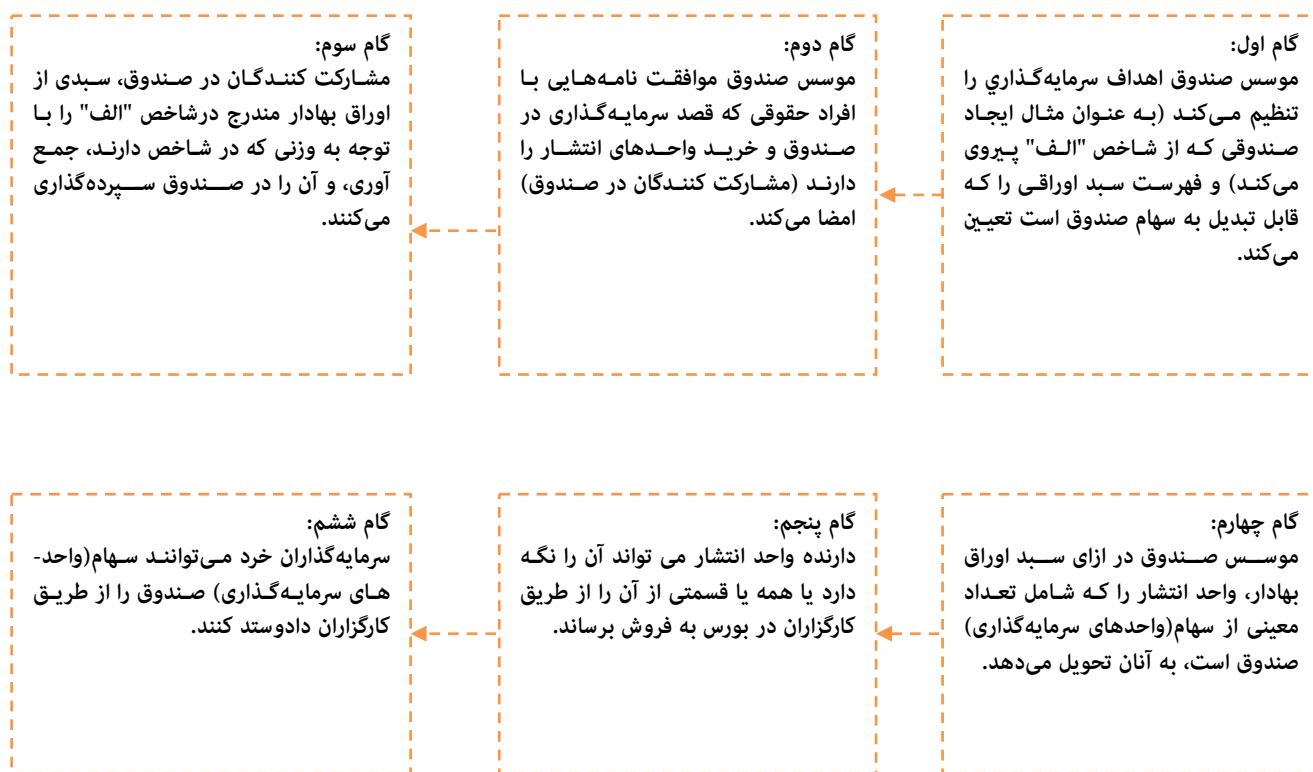 گام اول:
موسس صندوق اهداف سرمایه‌گذاري را
تنظیم می‌کند (به عنوان مثال ایجاد
صندوقی که از شاخص "الف" پیروی
می‌کند) و فهرست سبد اوراقی را که
قابل تبدیل به سهام صندوق است تعیین
می‌کند.
گام دوم:
موسس صندوق موافقت نامه‌هایی با
افراد حقوقی که قصد سرمایه‌گذاری در
صندوق و خرید واحدهای انتشار را
دارند (مشارکت کنندگان در صندوق)
امضا می‌کند.
گام سوم:
مشارکت کنندگان در صندوق، سبدی از
اوراق بهادار مندرج درشاخص "الف" را با
توجه به وزنی که در شاخص دارند، جمع
آوری، و آن را در صندوق سپرده‌گذاری
می‌کنند.
گام چهارم:
موسس صندوق در ازای سبد اوراق
بهادار، واحد انتشار را که شامل تعداد
معینی از سهام(واحدهای سرمایه‌گذاری)
صندوق است، به آنان تحویل می‌دهد.
گام پنجم:
دارنده واحد انتشار می تواند آن را نگه
دارد یا همه یا قسمتی از آن را از طریق
کارگزاران در بورس به فروش برساند.
گام ششم:
سرمایه‌گذاران خرد می‌توانند سهام(واحد-
های سرمایه‌گذاری) صندوق را از طریق
کارگزاران دادوستد کنند.